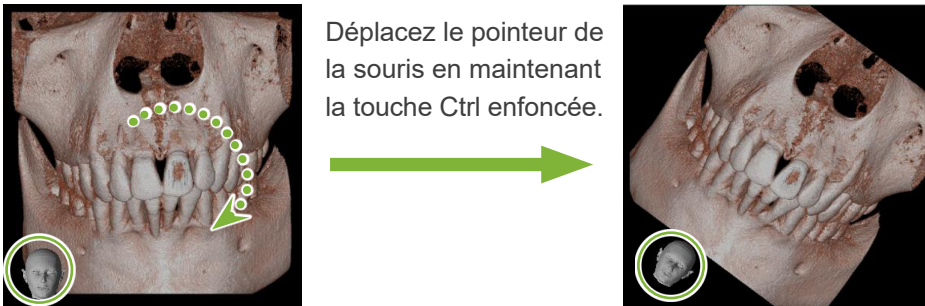 Déplacez le pointeur de
la souris en maintenant
la touche Ctrl enfoncée.